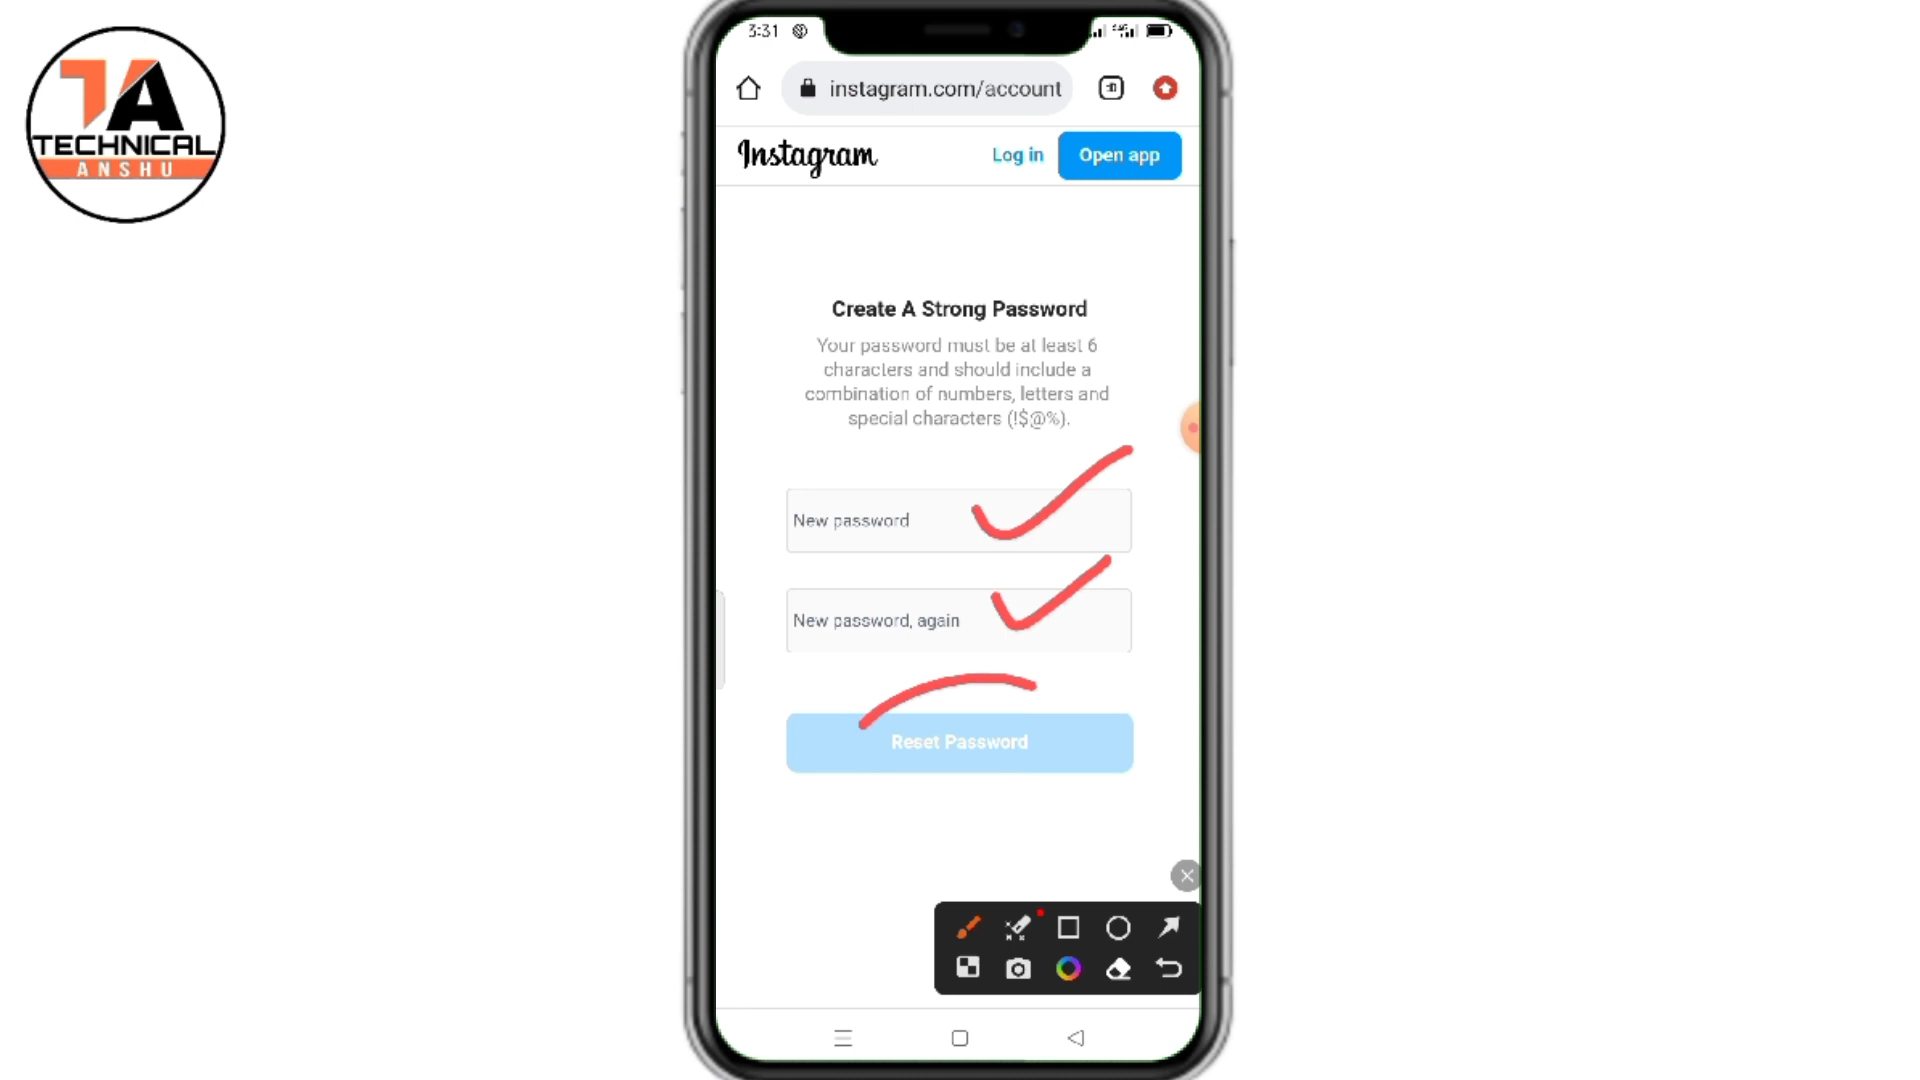 TA
TECHNICAL
ANSHU
3:31
instagram.com/account
Instagram
Log in
Open app
Create A Strong Password
Your password must be at least 6
characters and should include a
combination of numbers, letters and
special characters (!$@%).
New password
New password, again
Reset Password